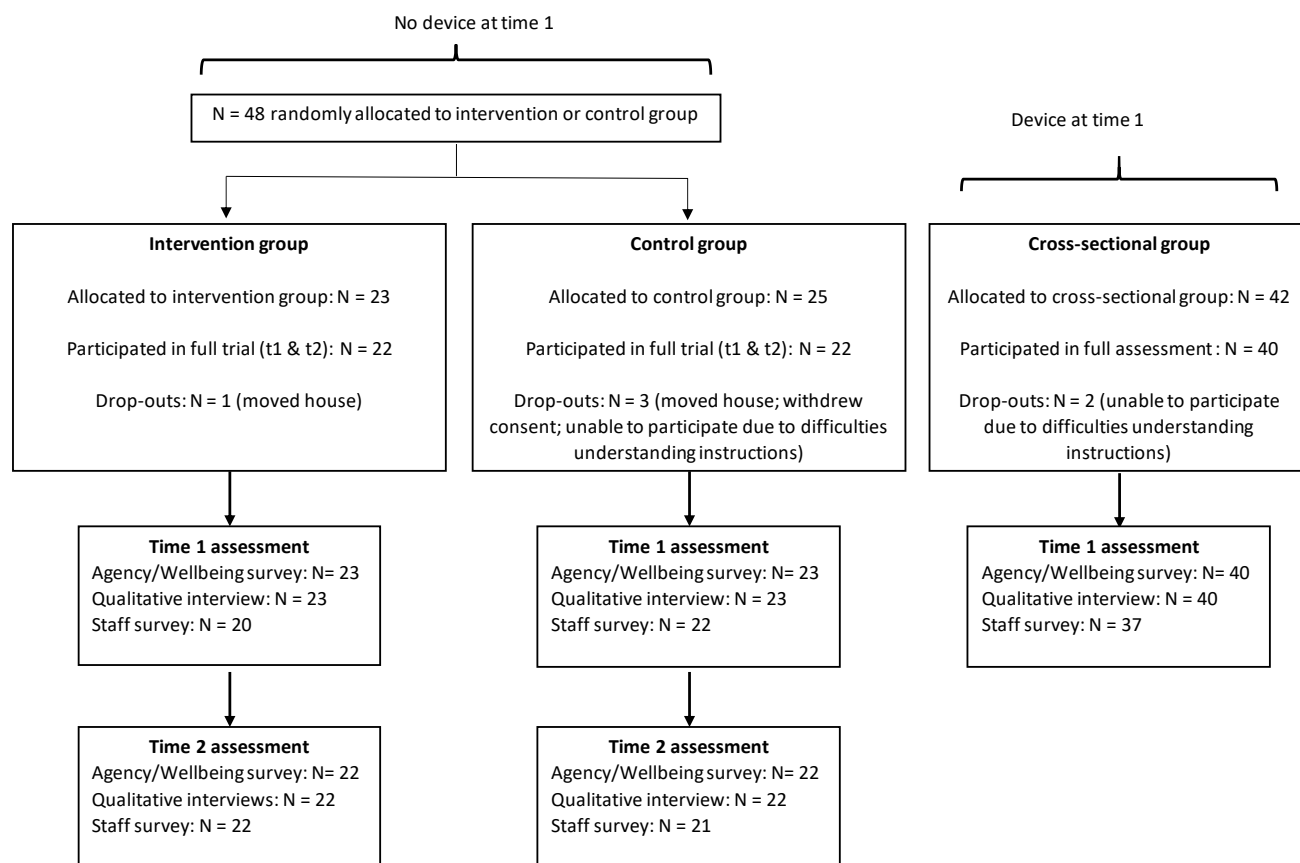 No device at time 1
N = 48 randomly allocated to intervention or control group
Device at time 1
Intervention group
Allocated to intervention group: N = 23
Participated in full trial (t1 & t2): N = 22
Drop-outs: N = 1 (moved house)
Control group
Allocated to control group: N = 25
Participated in full trial (t1 & t2): N = 22
Drop-outs: N = 3 (moved house; withdrew
consent; unable to participate due to difficulties
understanding instructions)
Cross-sectional group
Allocated to cross-sectional group: N = 42
Participated in full assessment : N = 40
Drop-outs: N = 2 (unable to participate
due to difficulties understanding
instructions)
Time 1 assessment
Agency/Wellbeing survey: N= 23
Qualitative interview: N = 23
Staff survey: N = 20
Time 1 assessment
Agency/Wellbeing survey: N= 23
Qualitative interview: N = 23
Staff survey: N = 22
Time 1 assessment
Agency/Wellbeing survey: N= 40
Qualitative interview: N = 40
Staff survey: N = 37
Time 2 assessment
Agency/Wellbeing survey: N= 22
Qualitative interviews: N = 22
Staff survey: N = 22
Time 2 assessment
Agency/Wellbeing survey: N= 22
Qualitative interview: N = 22
Staff survey: N = 21